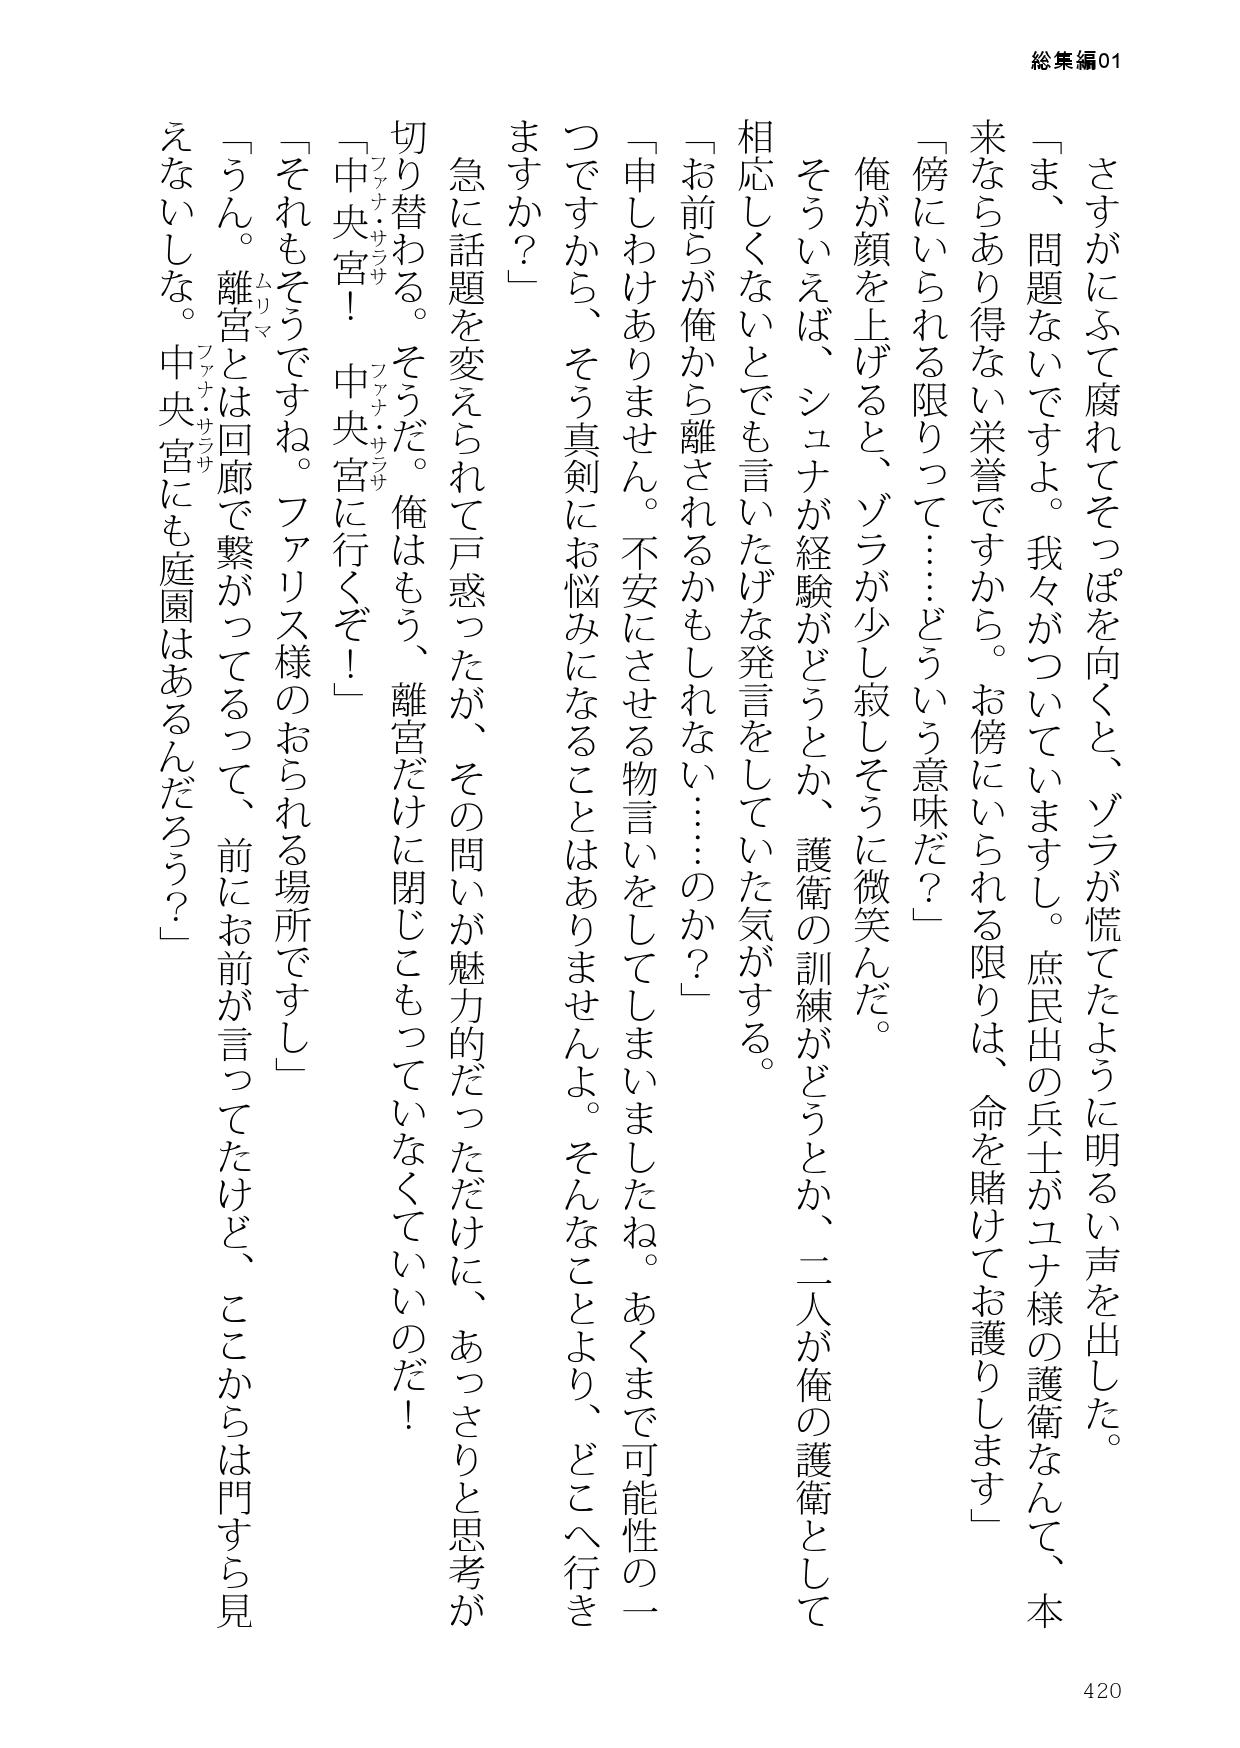 総集編01
　さすがにふて腐れてそっぽを向くと、ゾラが慌てたように明るい声を出した。
「ま、問題ないですよ。我々がついていますし。庶民出の兵士がユナ様の護衛なんて、本
来ならあり得ない栄誉ですから。お傍にいられる限りは、命を賭けてお護りします」
「傍にいられる限りって……どういう意味だ？」
　俺が顔を上げると、ゾラが少し寂しそうに微笑んだ。
　そういえば、シュナが経験がどうとか、護衛の訓練がどうとか、二人が俺の護衛として
相応しくないとでも言いたげな発言をしていた気がする。
「お前らが俺から離されるかもしれない……のか？」
「申しわけありません。不安にさせる物言いをしてしまいましたね。あくまで可能性の一
つですから、そう真剣にお悩みになることはありませんよ。そんなことより、どこへ行き
ますか？」
　急に話題を変えられて戸惑ったが、その問いが魅力的だっただけに、あっさりと思考が
切り替わる。そうだ。俺はもう、離宮だけに閉じこもっていなくていいのだ！
ファナ・サラサ　ファナ・サラサ
「中央宮！　中央宮に行くぞ！」
「それもそうですね。ファリス様のおられる場所ですし」
ムリマ
「うん。離宮とは回廊で繋がってるって、前にお前が言ってたけど、ここからは門すら見
ファナ・サラサ
えないしな。中央宮にも庭園はあるんだろう？」
420